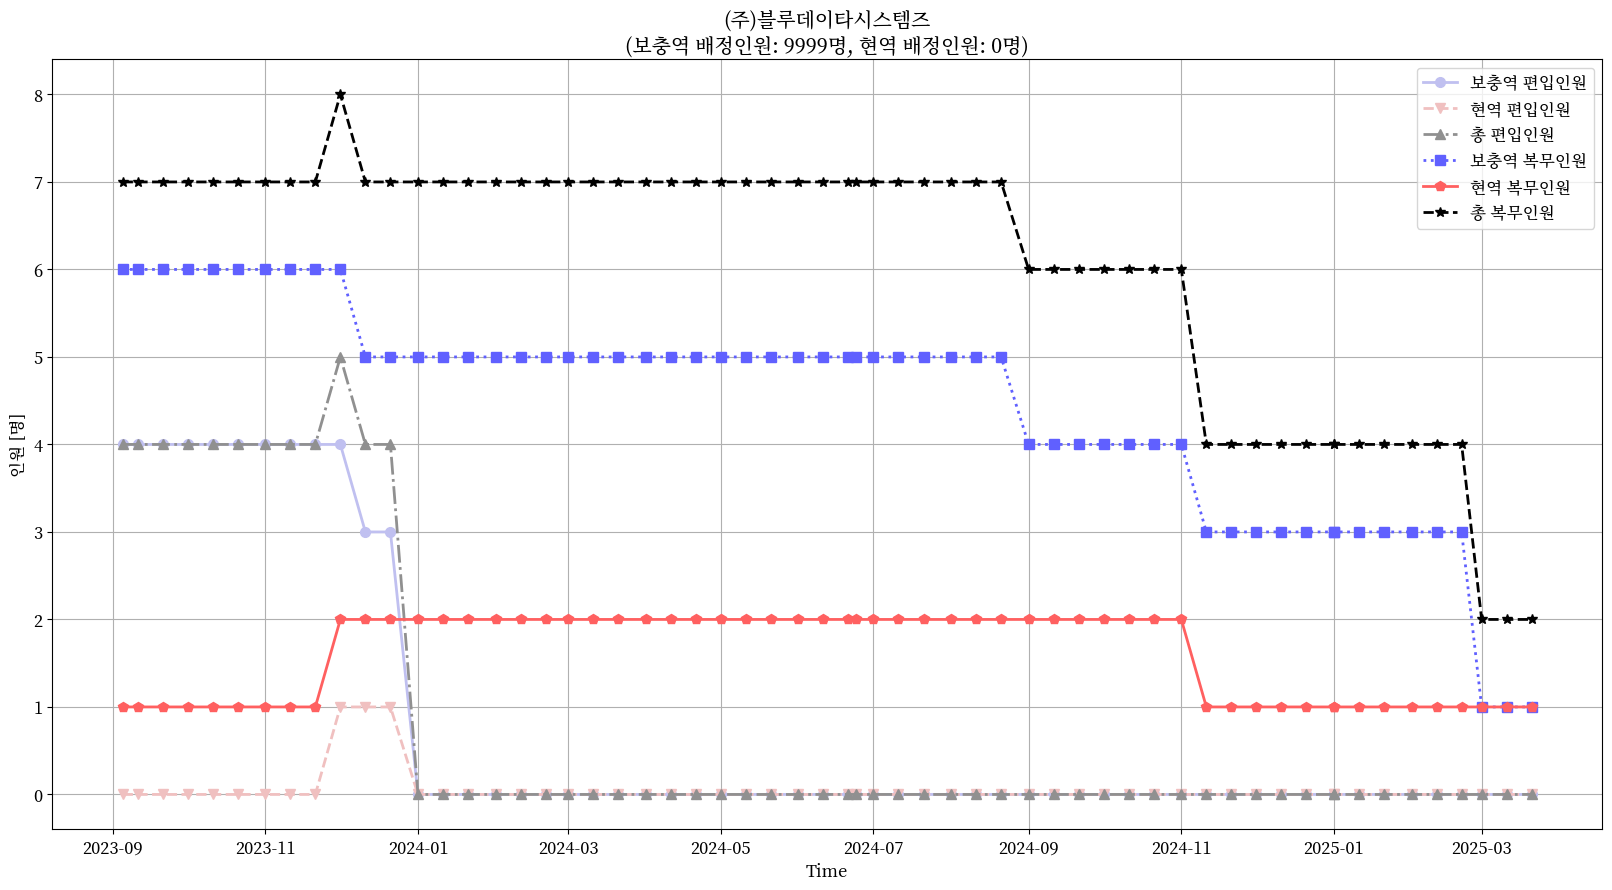 (주)블루데이타시스템즈
(보충역 배정인원: 9999명, 현역 배정인원: 0명)
보충역 편입인원
현역 편입인원
총 편입인원
보충역 복무인원
현역 복무인원
총 복무인원
인원 [명]
8
7
6
5
4
3
2
1
0
2023-09 2023-11 2024-01 2024-03 2024-05 2024-07 2024-09 2024-11 2025-01 2025-03
Time